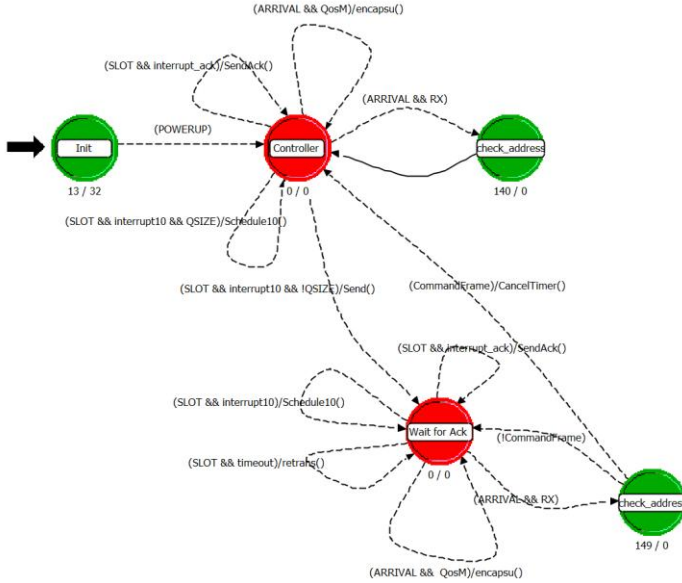 (ARRIVAL && QosM)/encapsu()
(SLOT && interrupt_ack)/SendAck()
(ARRIVAL && RX)
(POWERUP)
Init
Controller
check_address
13 / 32
0 / 0
140 / 0
(SLOT && interrupt10 && QSIZE)/Schedule10()
(SLOT && interrupt10 && !QSIZE)/Send()
(CommandFrame)/CancelTimer()
(SLOT && interrupt_ack)/SendAck()
(SLOT && interrupt10)/Schedule10()
Wait for Ack
(!CommandFrame)
(SLOT && timeout)/retrans()
0 / 0
(ARRIVAL && RX)
check_address
149 / 0
(ARRIVAL && QosM)/encapsu()